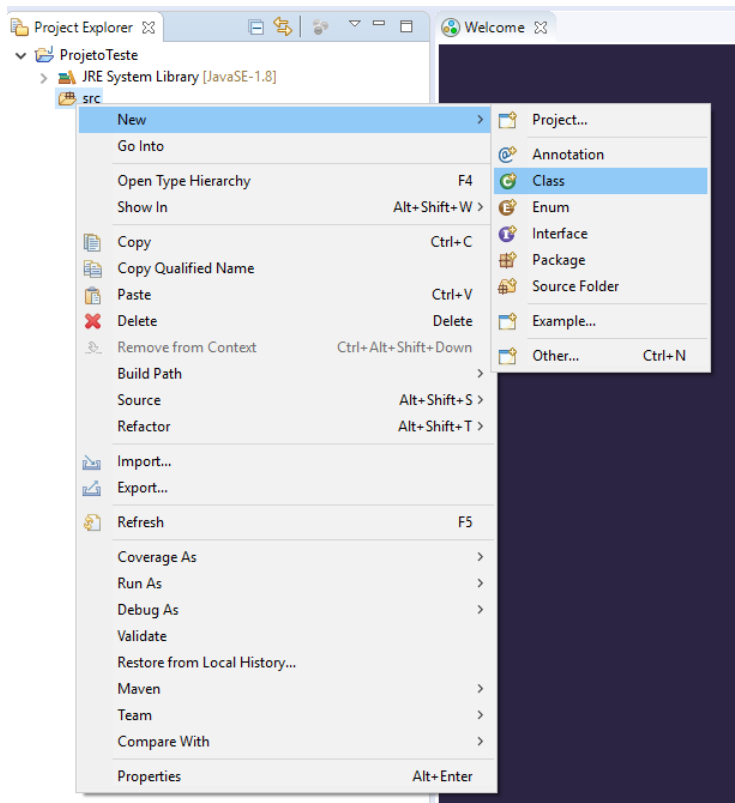 Project Explorer
Welcome
ProjetoTeste
JRE System Library [JavaSE-1.8]
src
New
Go Into
Open Type Hierarchy F4
Show In Alt+Shift+W >
Copy Ctrl+C
Copy Qualified Name
Paste Ctrl+V
Delete Delete
Remove from Context Ctrl+Alt+Shift+Down
Build Path
Source Alt+Shift+S >
Refactor Alt+Shift+T >
Import...
Export...
Refresh F5
Coverage As
Run As
Debug As
Validate
Restore from Local History...
Maven
Team
Compare With
Properties Alt+Enter
Project...
Annotation
Class
Enum
Interface
Package
Source Folder
Example...
Other... Ctrl+N